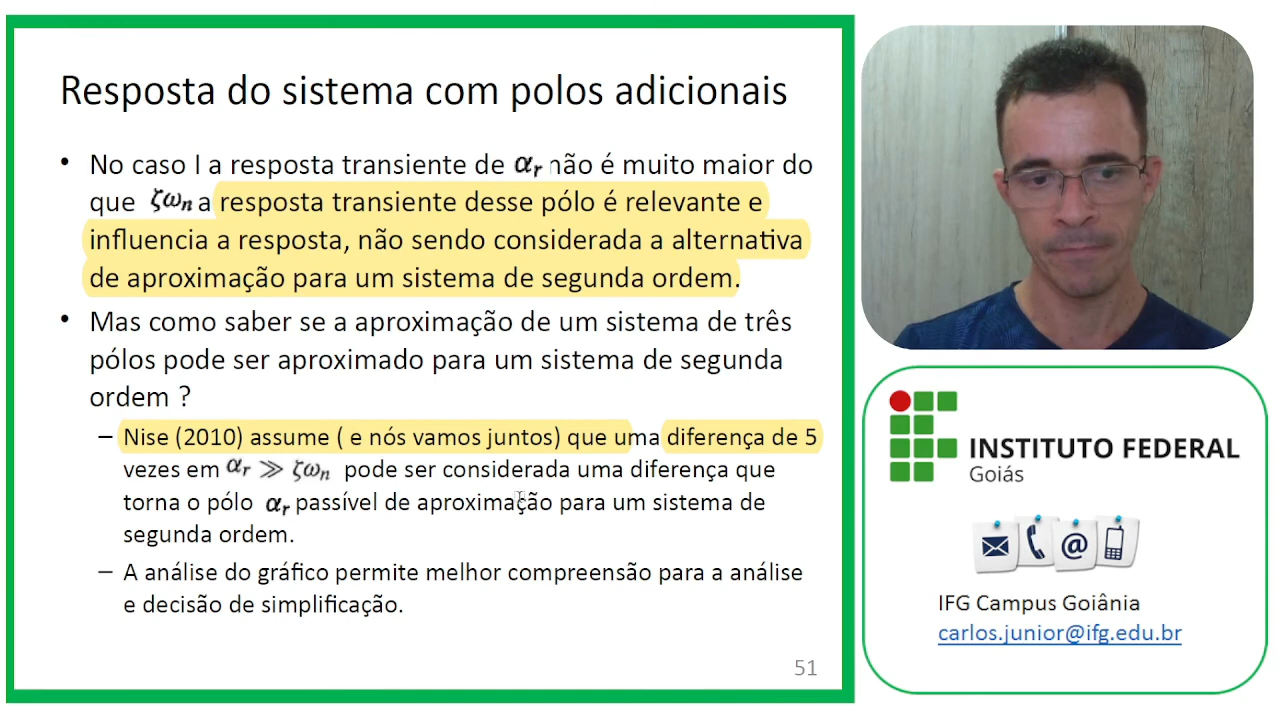 Resposta do sistema com polos adicionais
• No caso I a resposta transiente de αr não é muito maior do
que ζωn a resposta transiente desse pólo é relevante e
influencia a resposta, não sendo considerada a alternativa
de aproximação para um sistema de segunda ordem.
• Mas como saber se a aproximação de um sistema de três
pólos pode ser aproximado para um sistema de segunda
ordem ?
– Nise (2010) assume ( e nós vamos juntos) que uma diferença de 5
vezes em αr ≫ ζωn pode ser considerada uma diferença que
torna o pólo αr passível de aproximação para um sistema de
segunda ordem.
– A análise do gráfico permite melhor compreensão para a análise
e decisão de simplificação.
51
INSTITUTO FEDERAL
Goiás
@
IFG Campus Goiânia
carlos.junior@ifg.edu.br